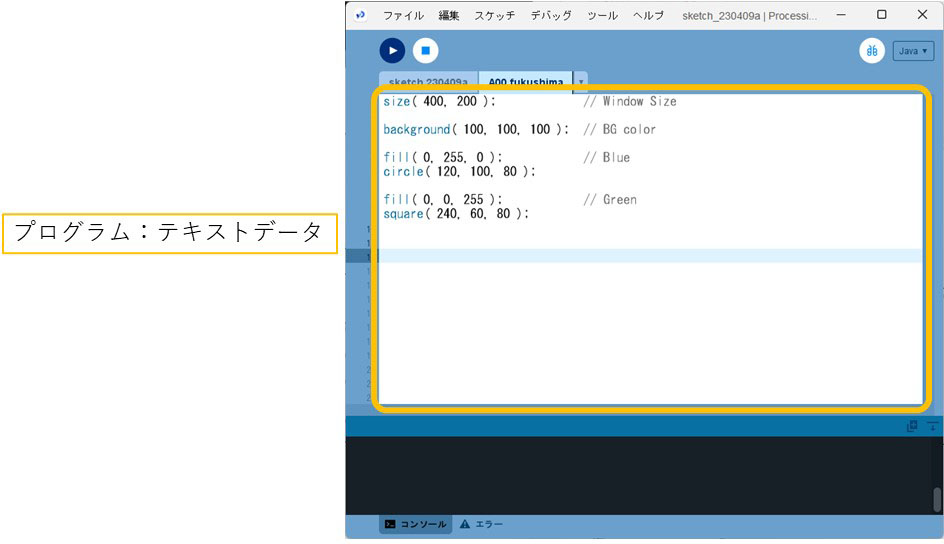 ファイル 編集 スケッチ デバッグ ツール ヘルプ sketch_230409a | Processi...
Java ▾
sketch_230409a A00_fukushima
size( 400, 200 ); // Window Size
background( 100, 100, 100 ); // BG color
fill( 0, 255, 0 ); // Blue
circle( 120, 100, 80 );
fill( 0, 0, 255 ); // Green
square( 240, 60, 80 );
プログラム：テキストデータ
コンソール エラー